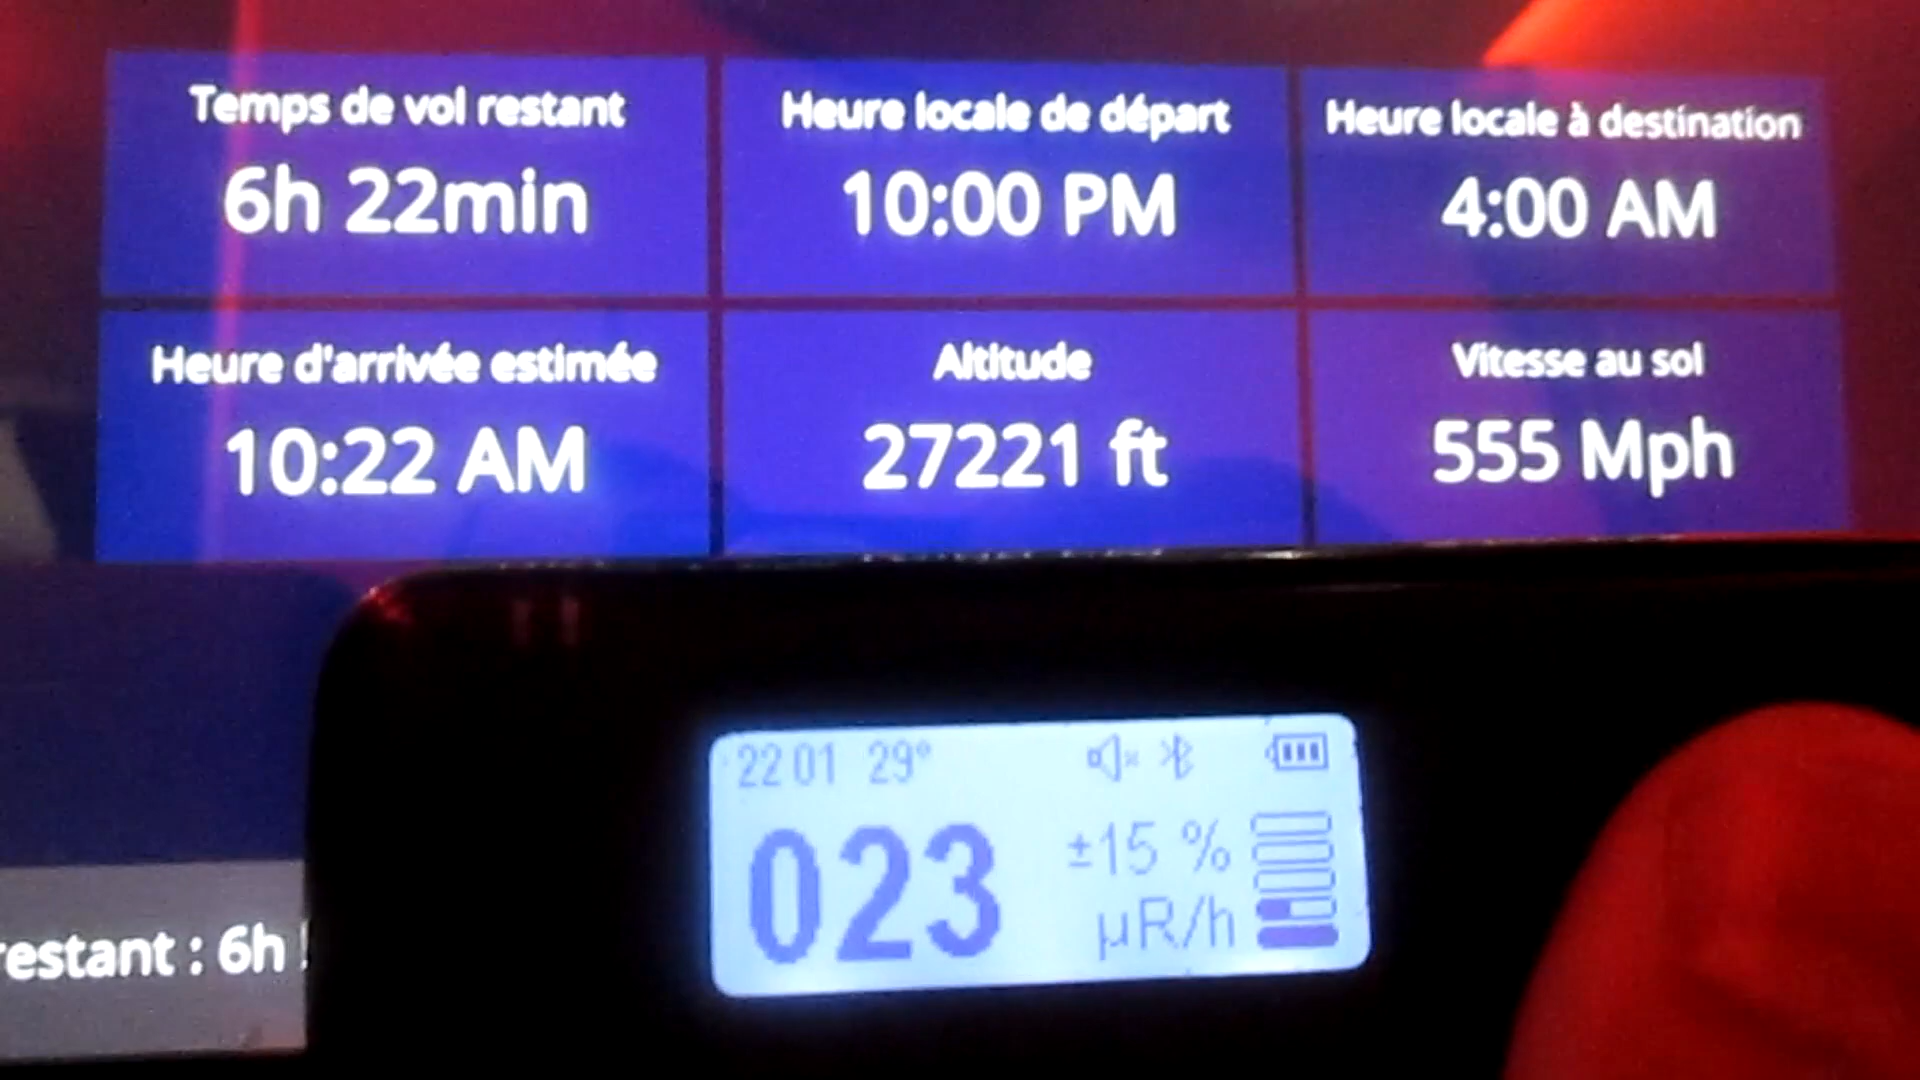 Temps de vol restant
6h 22min
Heure locale de départ
10:00 PM
Heure locale à destination
4:00 AM
Heure d'arrivée estimée
10:22 AM
Altitude
27221 ft
Vitesse au sol
555 Mph
restant : 6h
22 01 29°
023
±15 %
µR/h